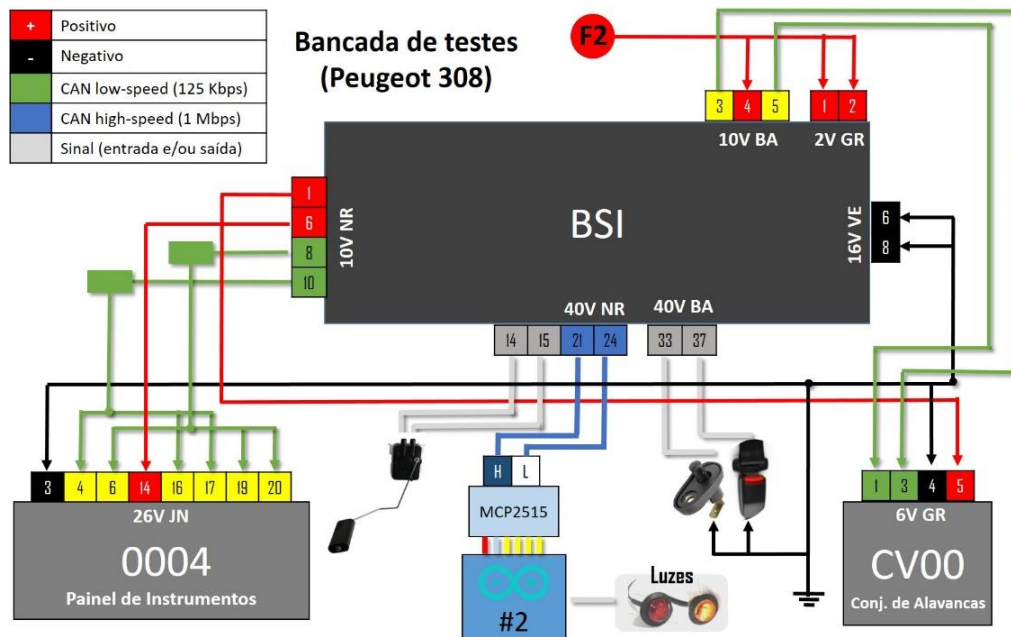 + Positivo
- Negativo
CAN low-speed (125 Kbps)
CAN high-speed (1 Mbps)
Sinal (entrada e/ou saída)
Bancada de testes
(Peugeot 308)
F2
3 4 5
1 2
10V BA
2V GR
BSI
1
6
8
10
10V NR
16V VE
6
8
40V NR
40V BA
14 15 21 24
33 37
3 4 6 14 16 17 19 20
26V JN
0004
Painel de Instrumentos
H L
MCP2515
#2
Luzes
1 3 4 5
6V GR
CV00
Conj. de Alavancas